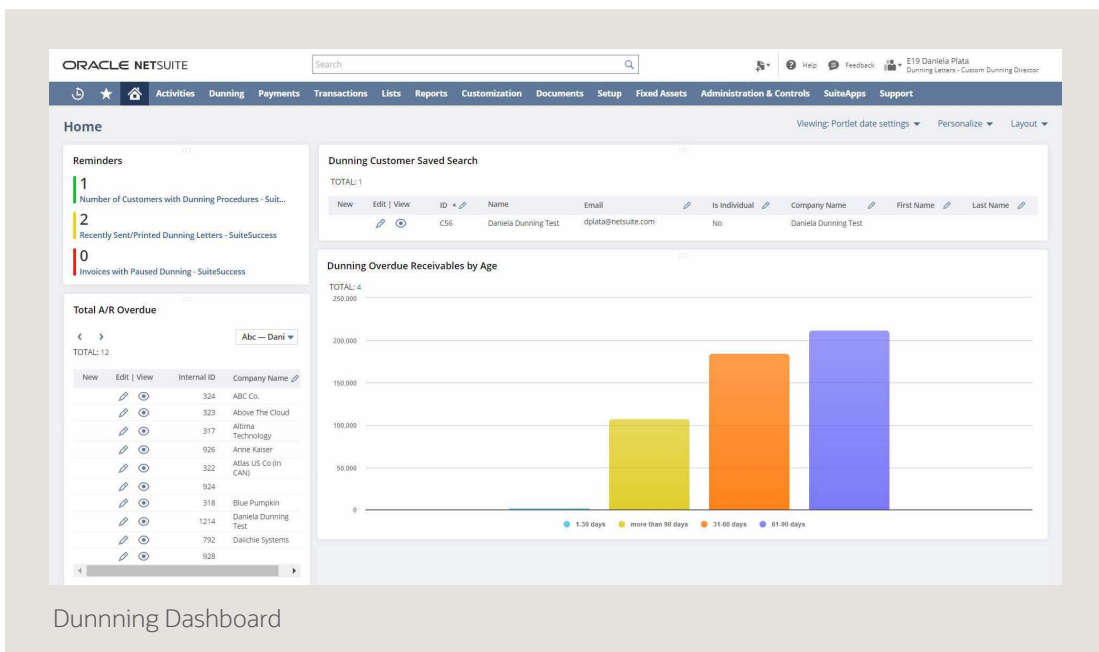 ORACLE NETSUITE
Search
Help
Feedback
E19 Daniela Plata
Dunning Letters - Custom Dunning Director
Activities Dunning Payments Transactions Lists Reports Customization Documents Setup Fixed Assets Administration & Controls SuiteApps Support
Home
Viewing: Portlet date settings
Personalize
Layout
Reminders
1
Number of Customers with Dunning Procedures - Suit...
2
Recently Sent/Printed Dunning Letters - SuiteSuccess
0
Invoices with Paused Dunning - SuiteSuccess
Total A/R Overdue
Abc — Dani
TOTAL: 12
New Edit | View Internal ID Company Name
324 ABC Co.
323 Above The Cloud
317 Altima Technology
926 Anne Kaiser
322 Atlas US Co (in CAN)
924
318 Blue Pumpkin
1214 Daniela Dunning Test
792 Daiichie Systems
928
Dunning Customer Saved Search
TOTAL: 1
New Edit | View ID Name Email Is Individual Company Name First Name Last Name
C56 Daniela Dunning Test dplata@netsuite.com No Daniela Dunning Test
Dunning Overdue Receivables by Age
TOTAL: 4
250,000
200,000
150,000
100,000
50,000
0
1-30 days more than 90 days 31-60 days 61-90 days
Dunnning Dashboard